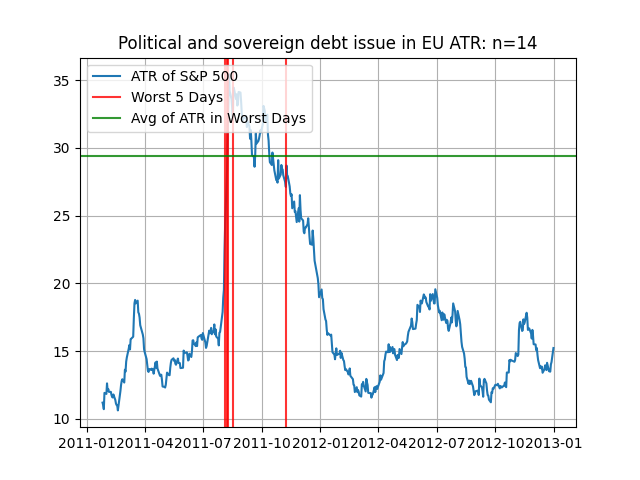 Political and sovereign debt issue in EU ATR: n=14
ATR of S&P 500
Worst 5 Days
Avg of ATR in Worst Days
35
30
25
20
15
10
2011-01 2011-04 2011-07 2011-10 2012-01 2012-04 2012-07 2012-10 2013-01